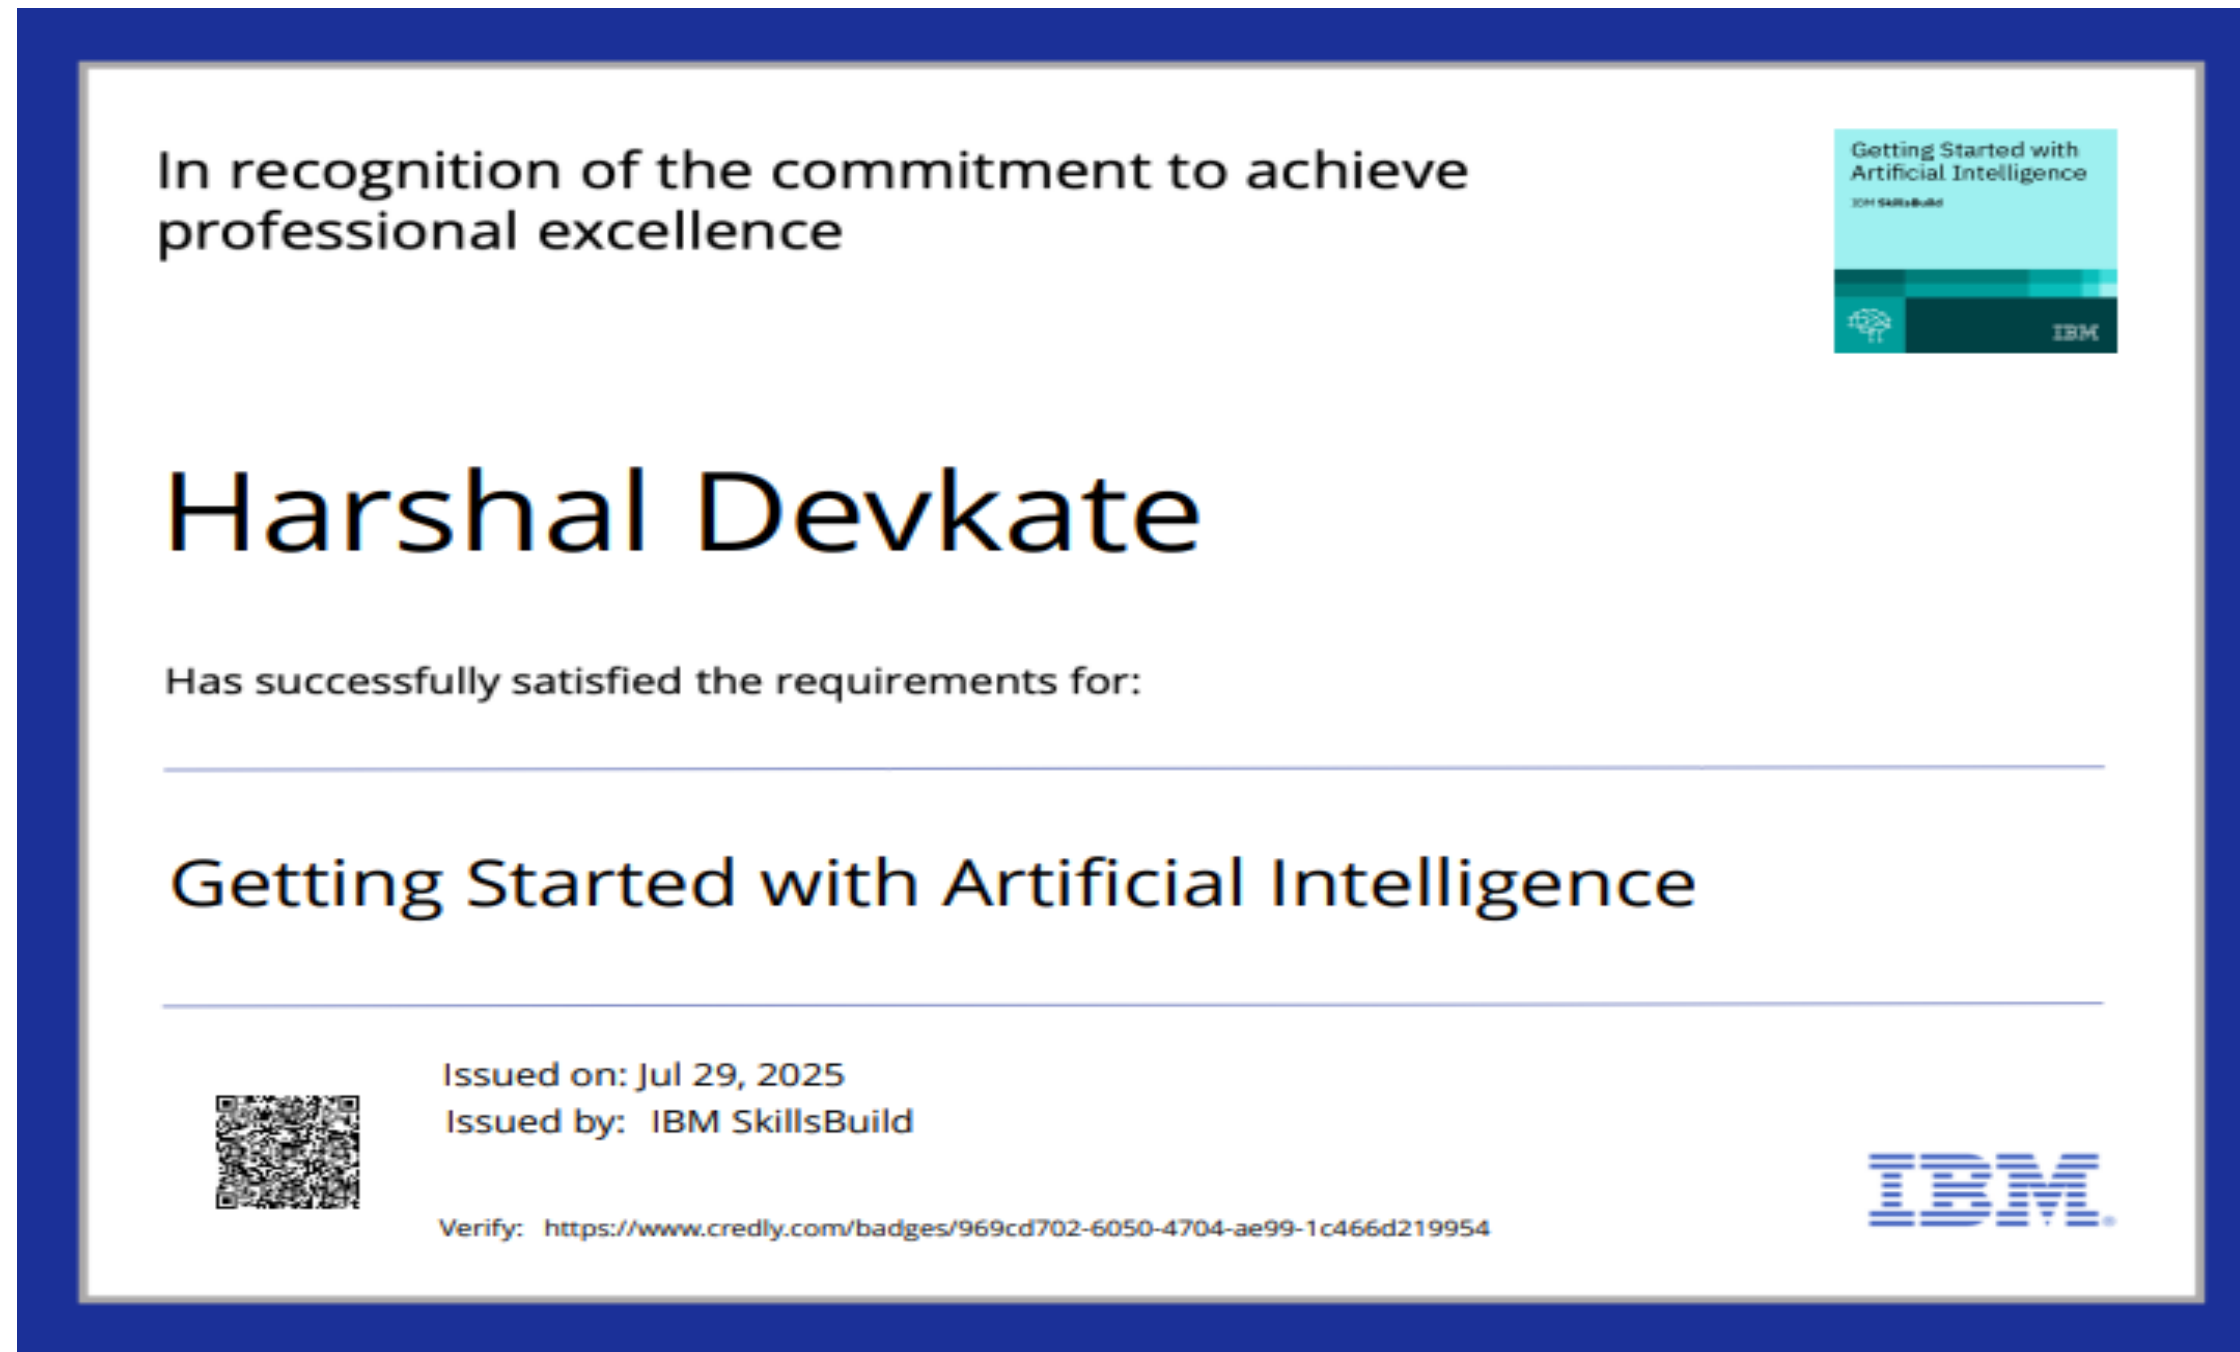 In recognition of the commitment to achieve
professional excellence
Getting Started with
Artificial Intelligence
IBM SkillsBuild
IBM
Harshal Devkate
Has successfully satisfied the requirements for:
Getting Started with Artificial Intelligence
Issued on: Jul 29, 2025
Issued by: IBM SkillsBuild
Verify: https://www.credly.com/badges/969cd702-6050-4704-ae99-1c466d219954
IBM